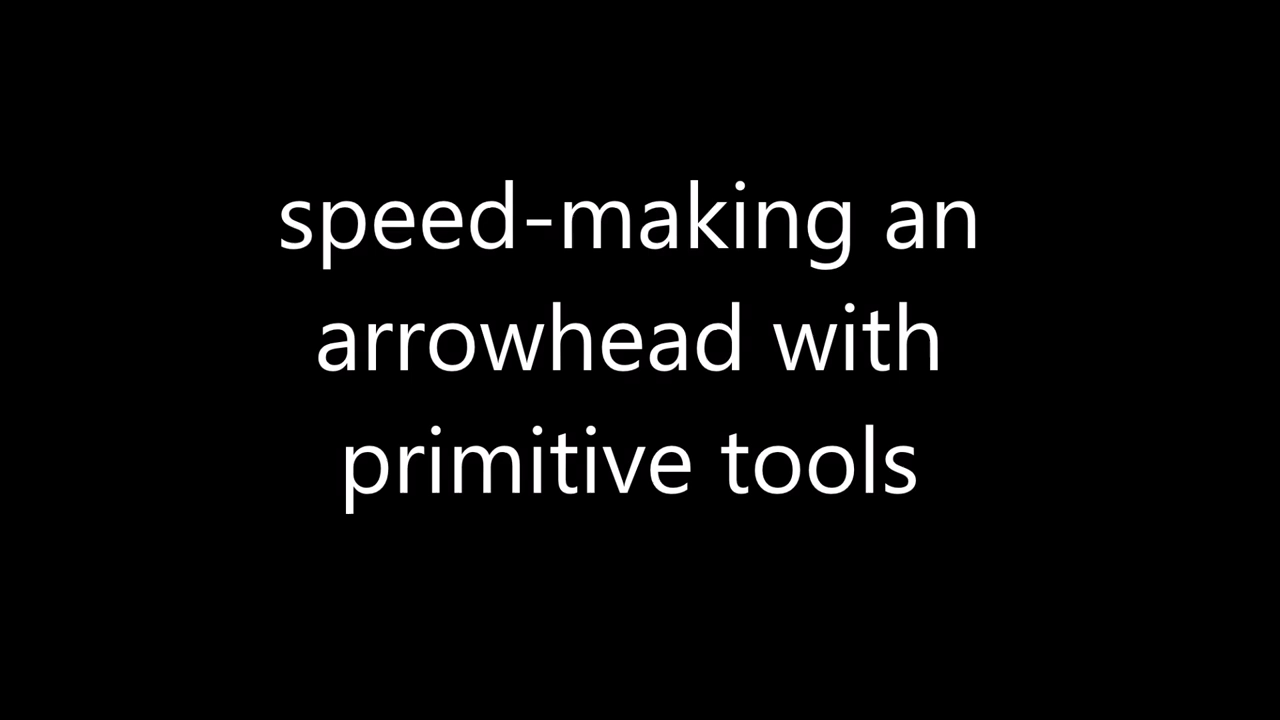 speed-making an
arrowhead with
primitive tools